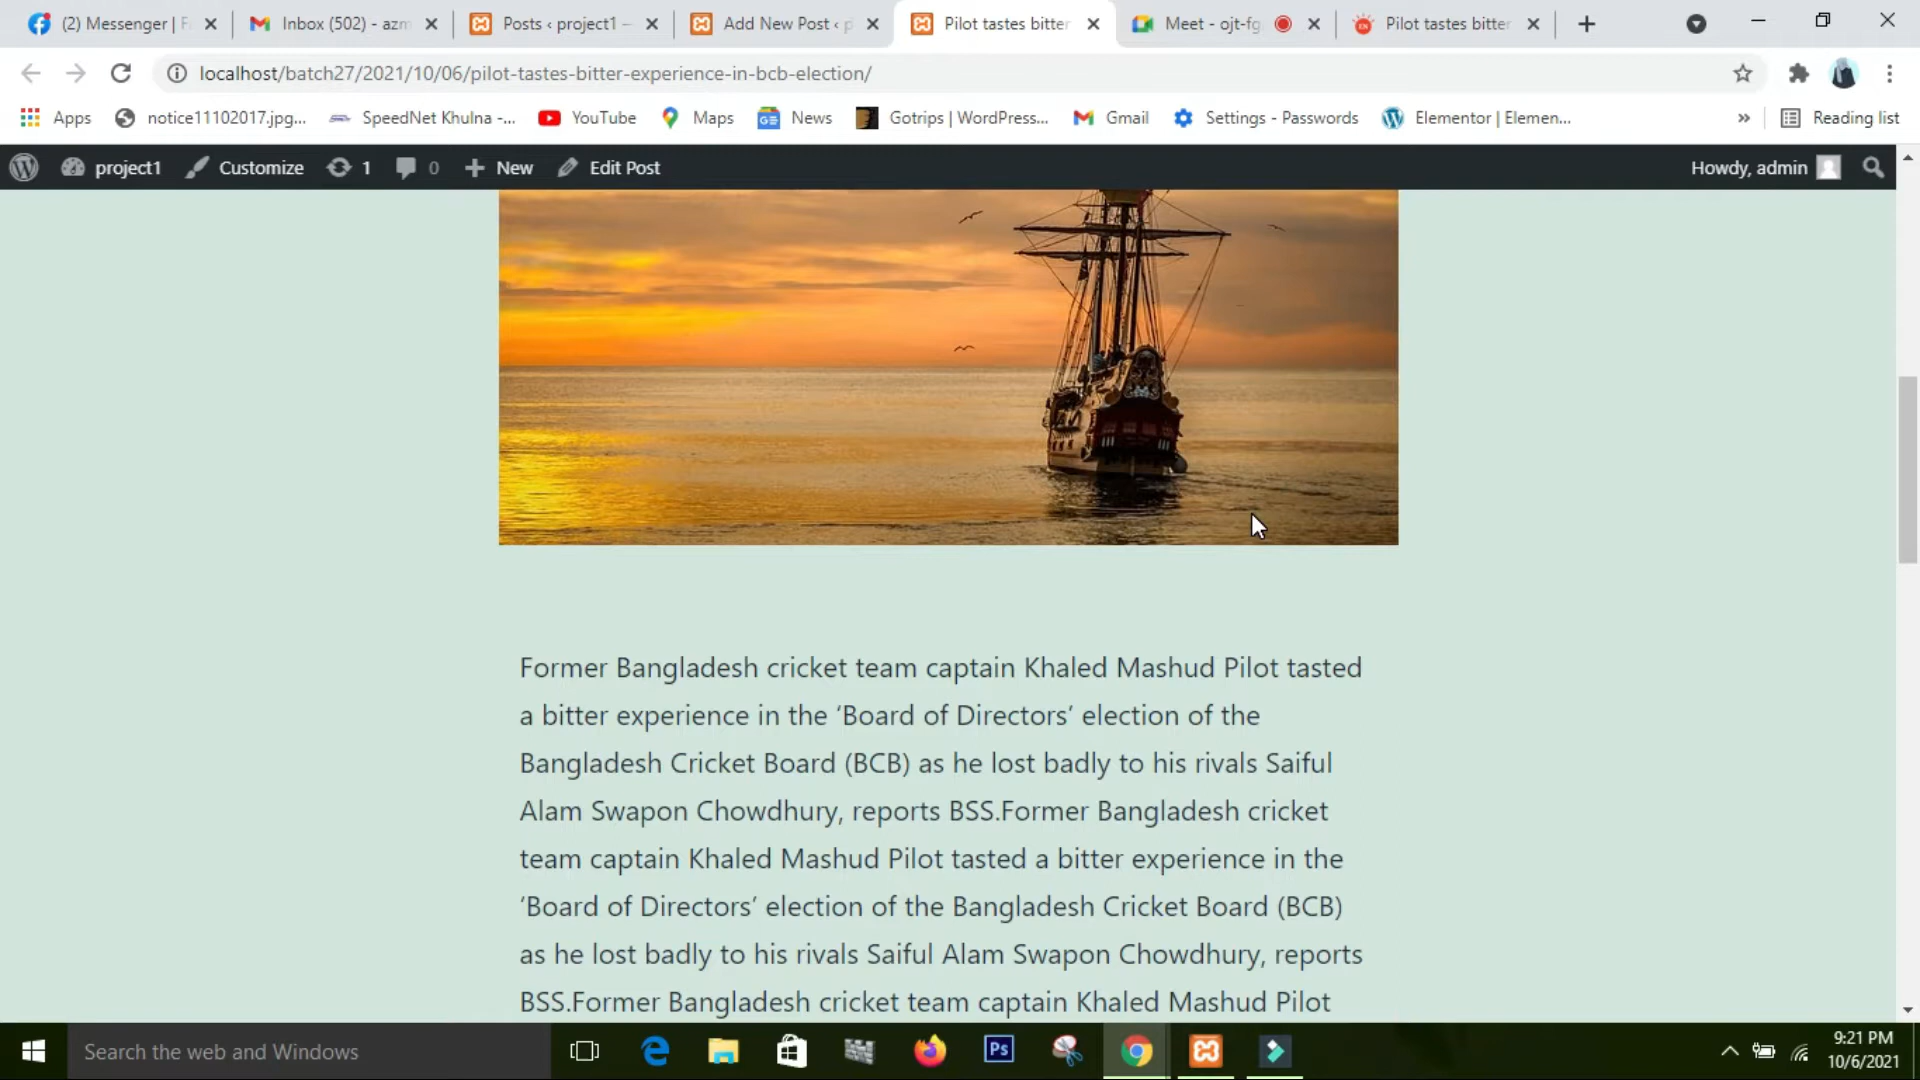 (2) Messenger | F
Inbox (502) - azm
Posts ‹ project1 –
Add New Post ‹ p
Pilot tastes bitter
Meet - ojt-fg
Pilot tastes bitter
localhost/batch27/2021/10/06/pilot-tastes-bitter-experience-in-bcb-election/
Apps
notice11102017.jpg...
SpeedNet Khulna -...
YouTube
Maps
News
Gotrips | WordPress...
Gmail
Settings - Passwords
Elementor | Elemen...
»
Reading list
project1
Customize
1
0
New
Edit Post
Howdy, admin
Former Bangladesh cricket team captain Khaled Mashud Pilot tasted
a bitter experience in the ‘Board of Directors’ election of the
Bangladesh Cricket Board (BCB) as he lost badly to his rivals Saiful
Alam Swapon Chowdhury, reports BSS.Former Bangladesh cricket
team captain Khaled Mashud Pilot tasted a bitter experience in the
‘Board of Directors’ election of the Bangladesh Cricket Board (BCB)
as he lost badly to his rivals Saiful Alam Swapon Chowdhury, reports
BSS.Former Bangladesh cricket team captain Khaled Mashud Pilot
Search the web and Windows
Ps
9:21 PM
10/6/2021